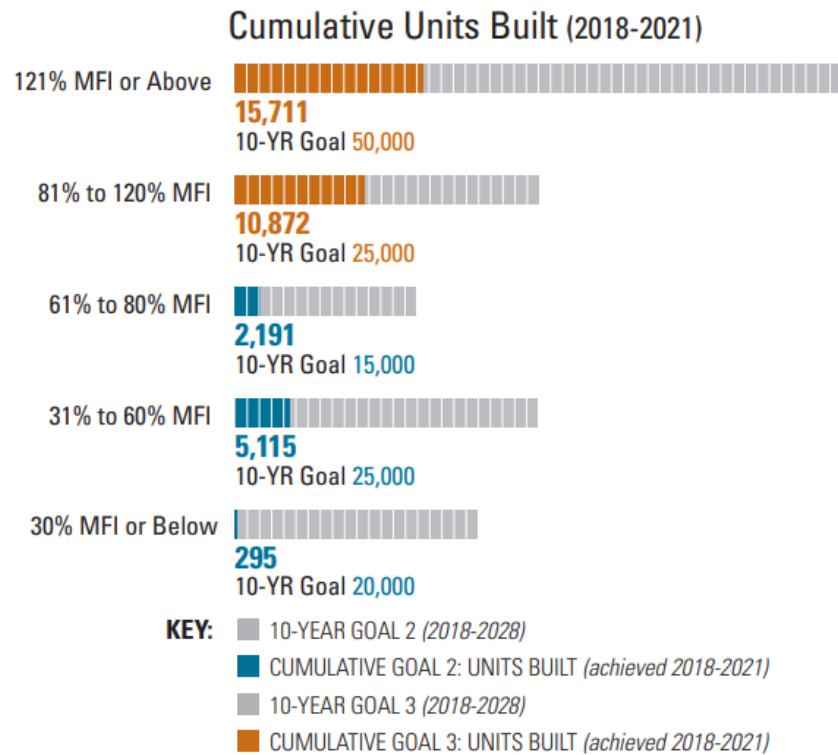 Cumulative Units Built (2018-2021)
121% MFI or Above
15,711
10-YR Goal 50,000
81% to 120% MFI
10,872
10-YR Goal 25,000
61% to 80% MFI
2,191
10-YR Goal 15,000
31% to 60% MFI
5,115
10-YR Goal 25,000
30% MFI or Below
295
10-YR Goal 20,000
KEY: 10-YEAR GOAL 2 (2018-2028)
CUMULATIVE GOAL 2: UNITS BUILT (achieved 2018-2021)
10-YEAR GOAL 3 (2018-2028)
CUMULATIVE GOAL 3: UNITS BUILT (achieved 2018-2021)